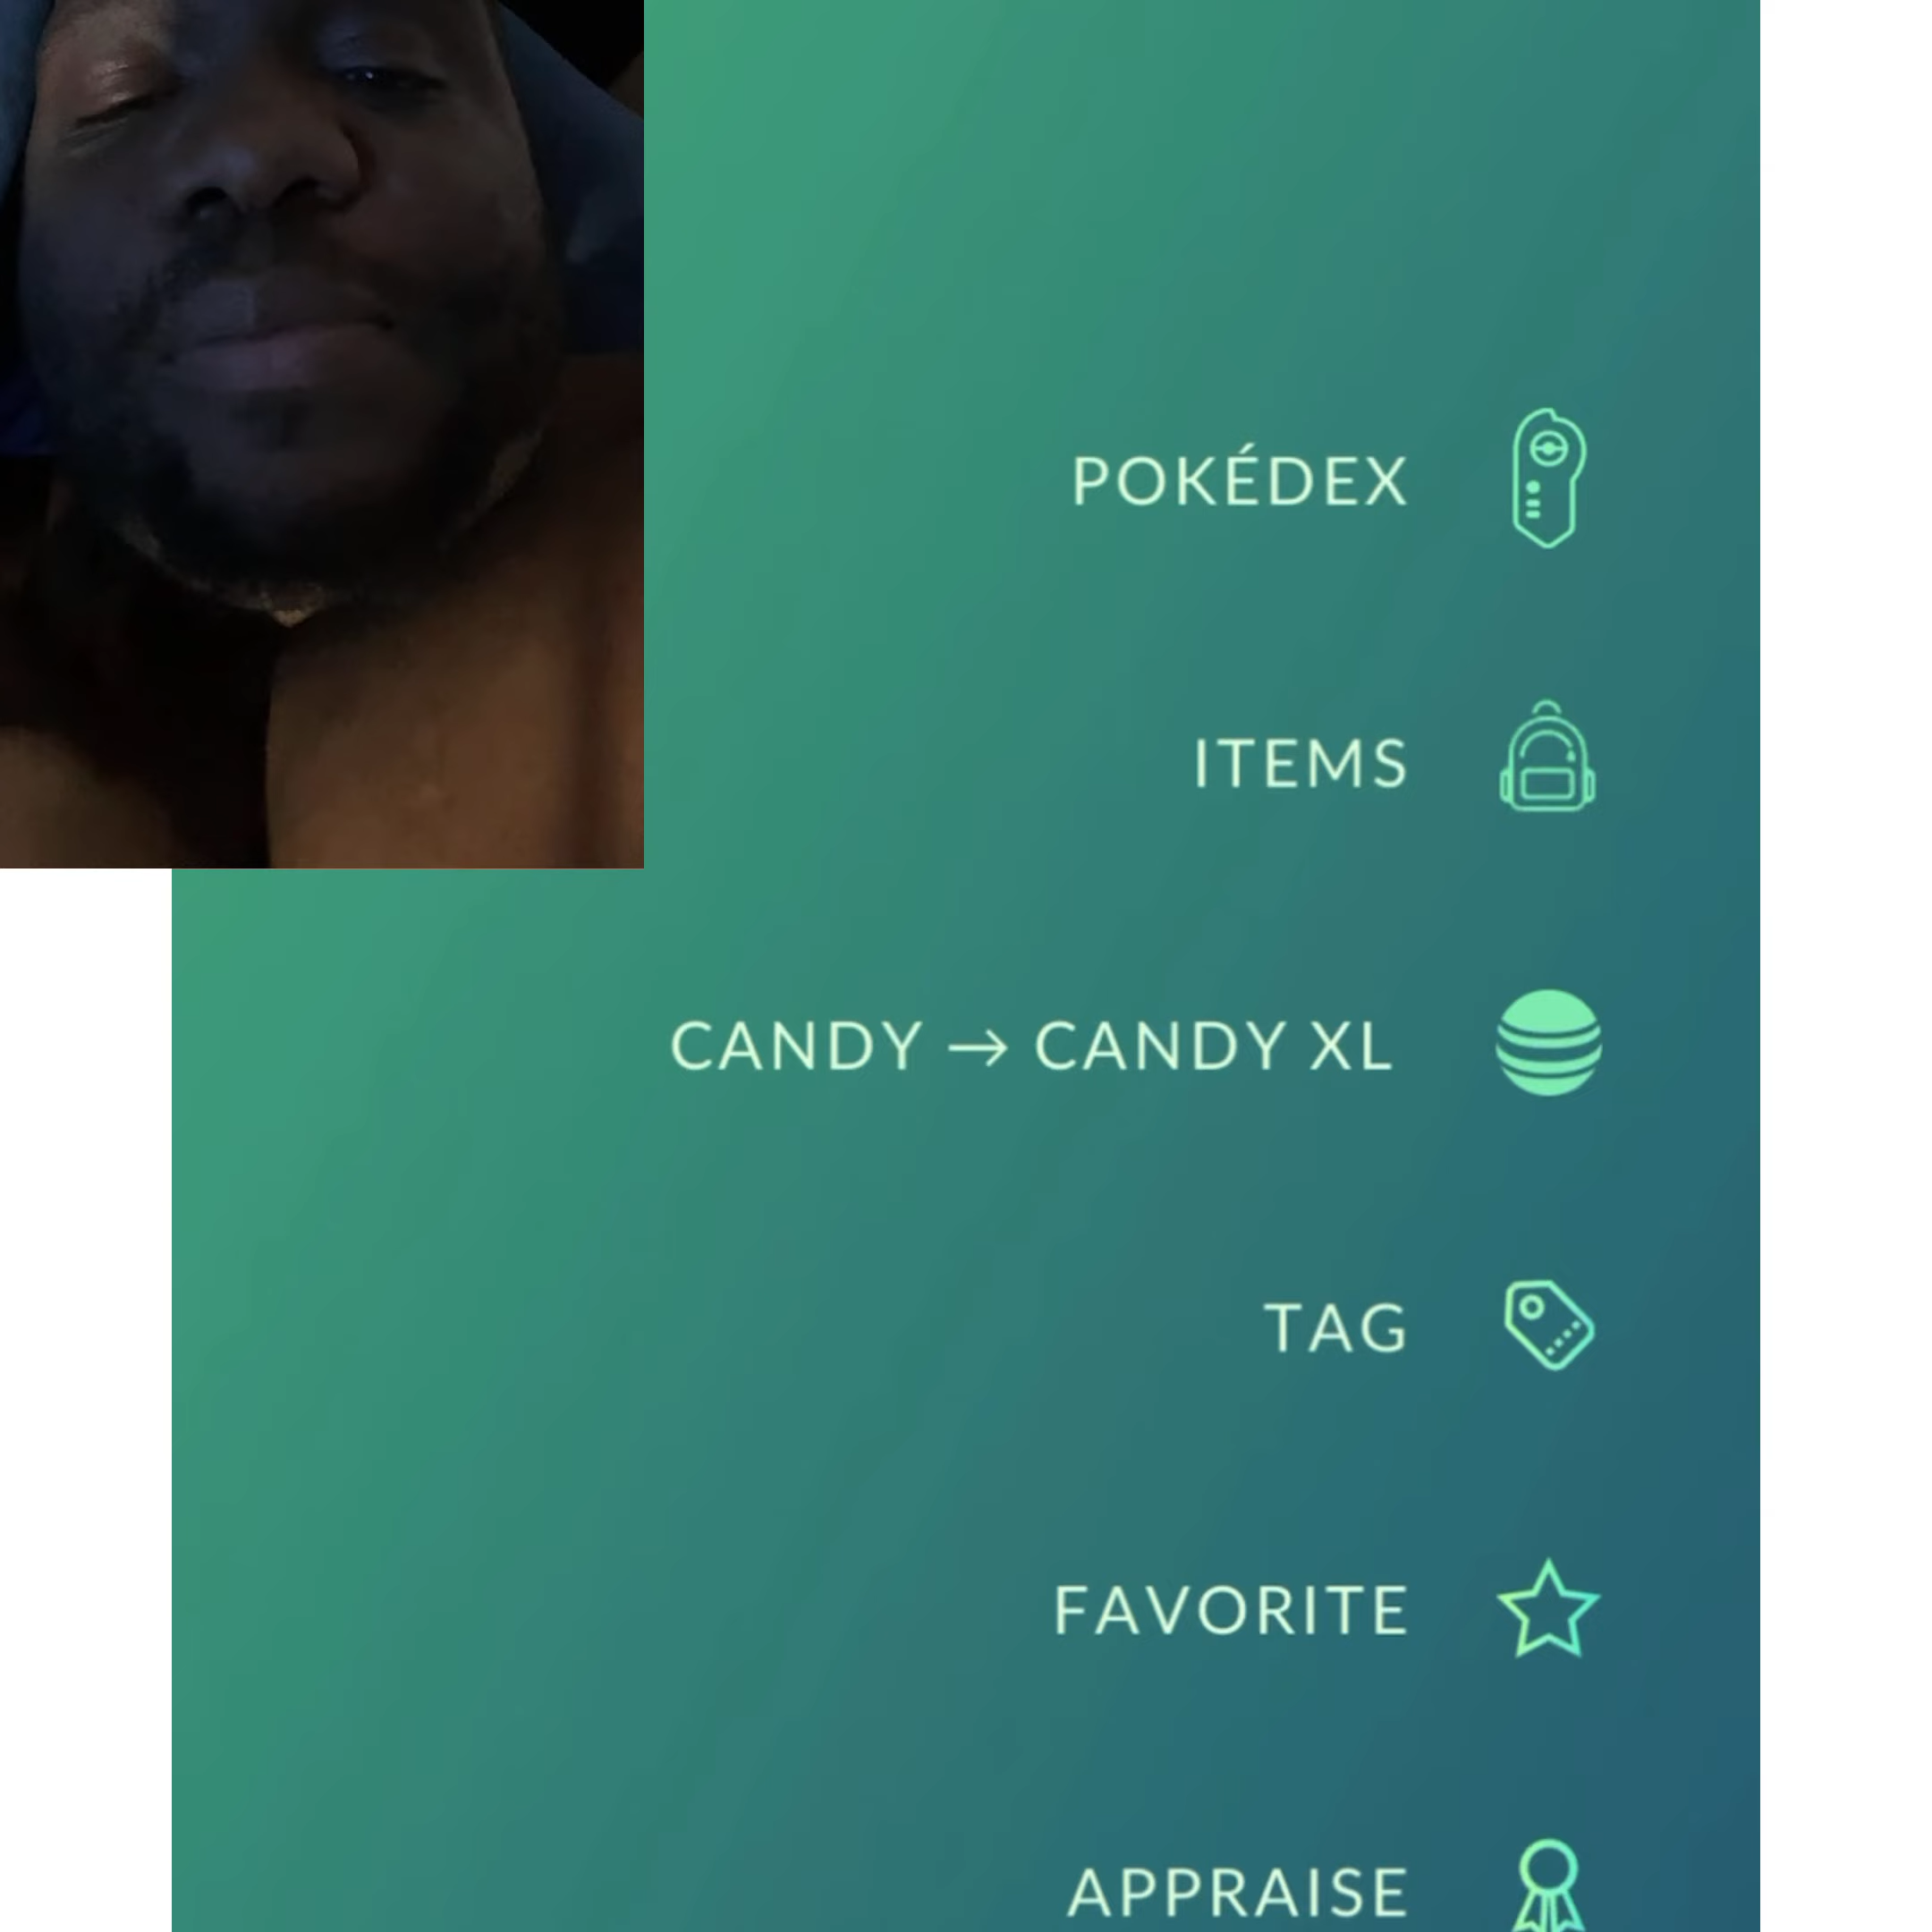 POKÉDEX
ITEMS
CANDY → CANDY XL
TAG
FAVORITE
APPRAISE